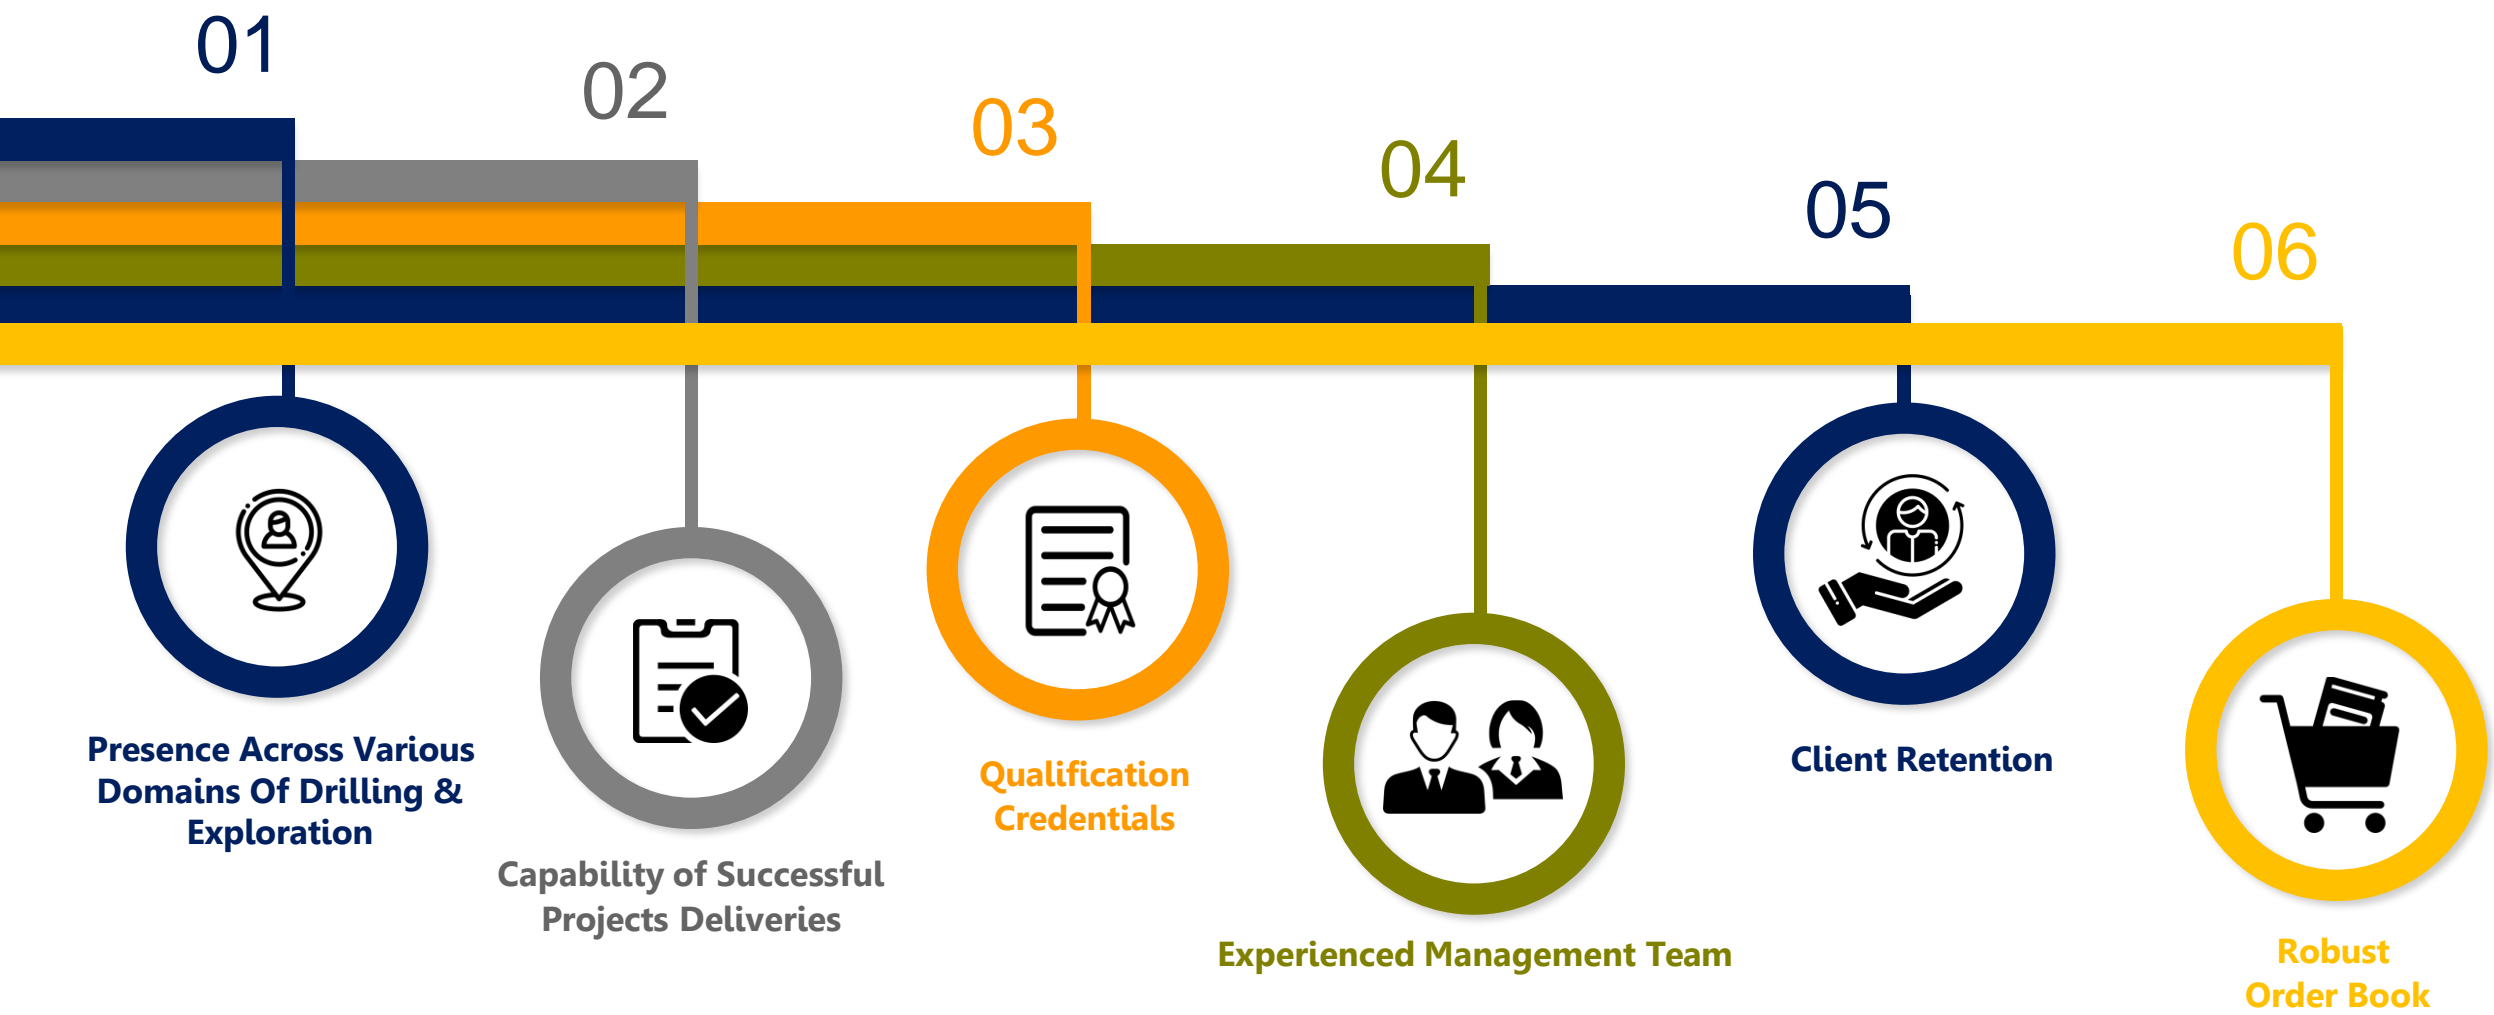 01
02
03
04
05
06
Presence Across Various
Domains Of Drilling &
Exploration
Capability of Successful
Projects Deliveries
Qualification
Credentials
Experienced Management Team
Client Retention
Robust
Order Book